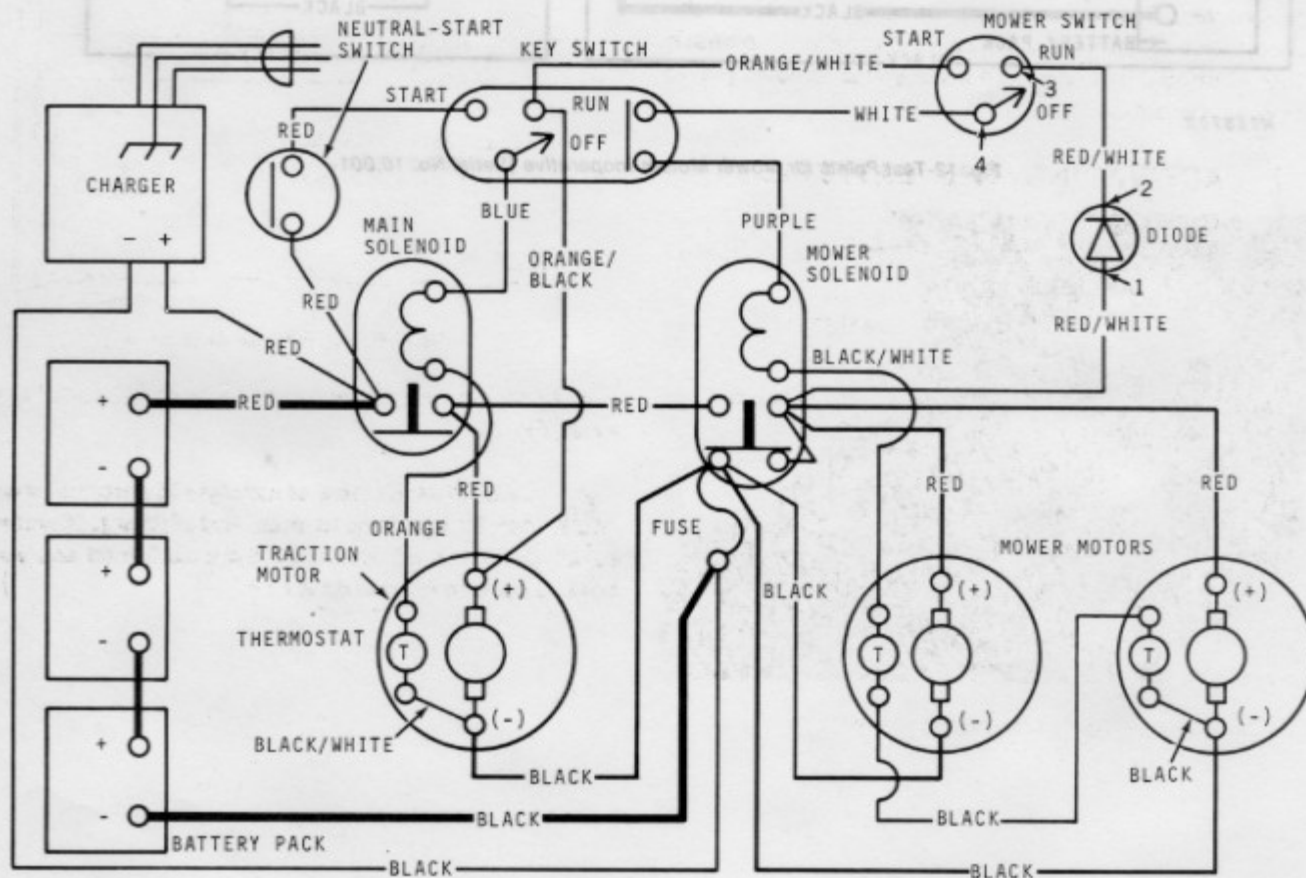 NEUTRAL-START
SWITCH
KEY SWITCH
MOWER SWITCH
START
RUN
ORANGE/WHITE
START
RUN
3
OFF
WHITE
OFF
4
RED
RED/WHITE
2
CHARGER
- +
BLUE
PURPLE
DIODE
MAIN
SOLENOID
ORANGE/
BLACK
MOWER
SOLENOID
1
RED/WHITE
RED
RED
BLACK/WHITE
+
RED
RED
-
RED
RED
RED
ORANGE
FUSE
TRACTION
MOTOR
MOWER MOTORS
+
(+)
BLACK
(+)
(+)
THERMOSTAT
T
T
T
-
(-)
(-)
(-)
BLACK/WHITE
+
BLACK
BLACK
-
BLACK
BLACK
BATTERY PACK
BLACK
BLACK